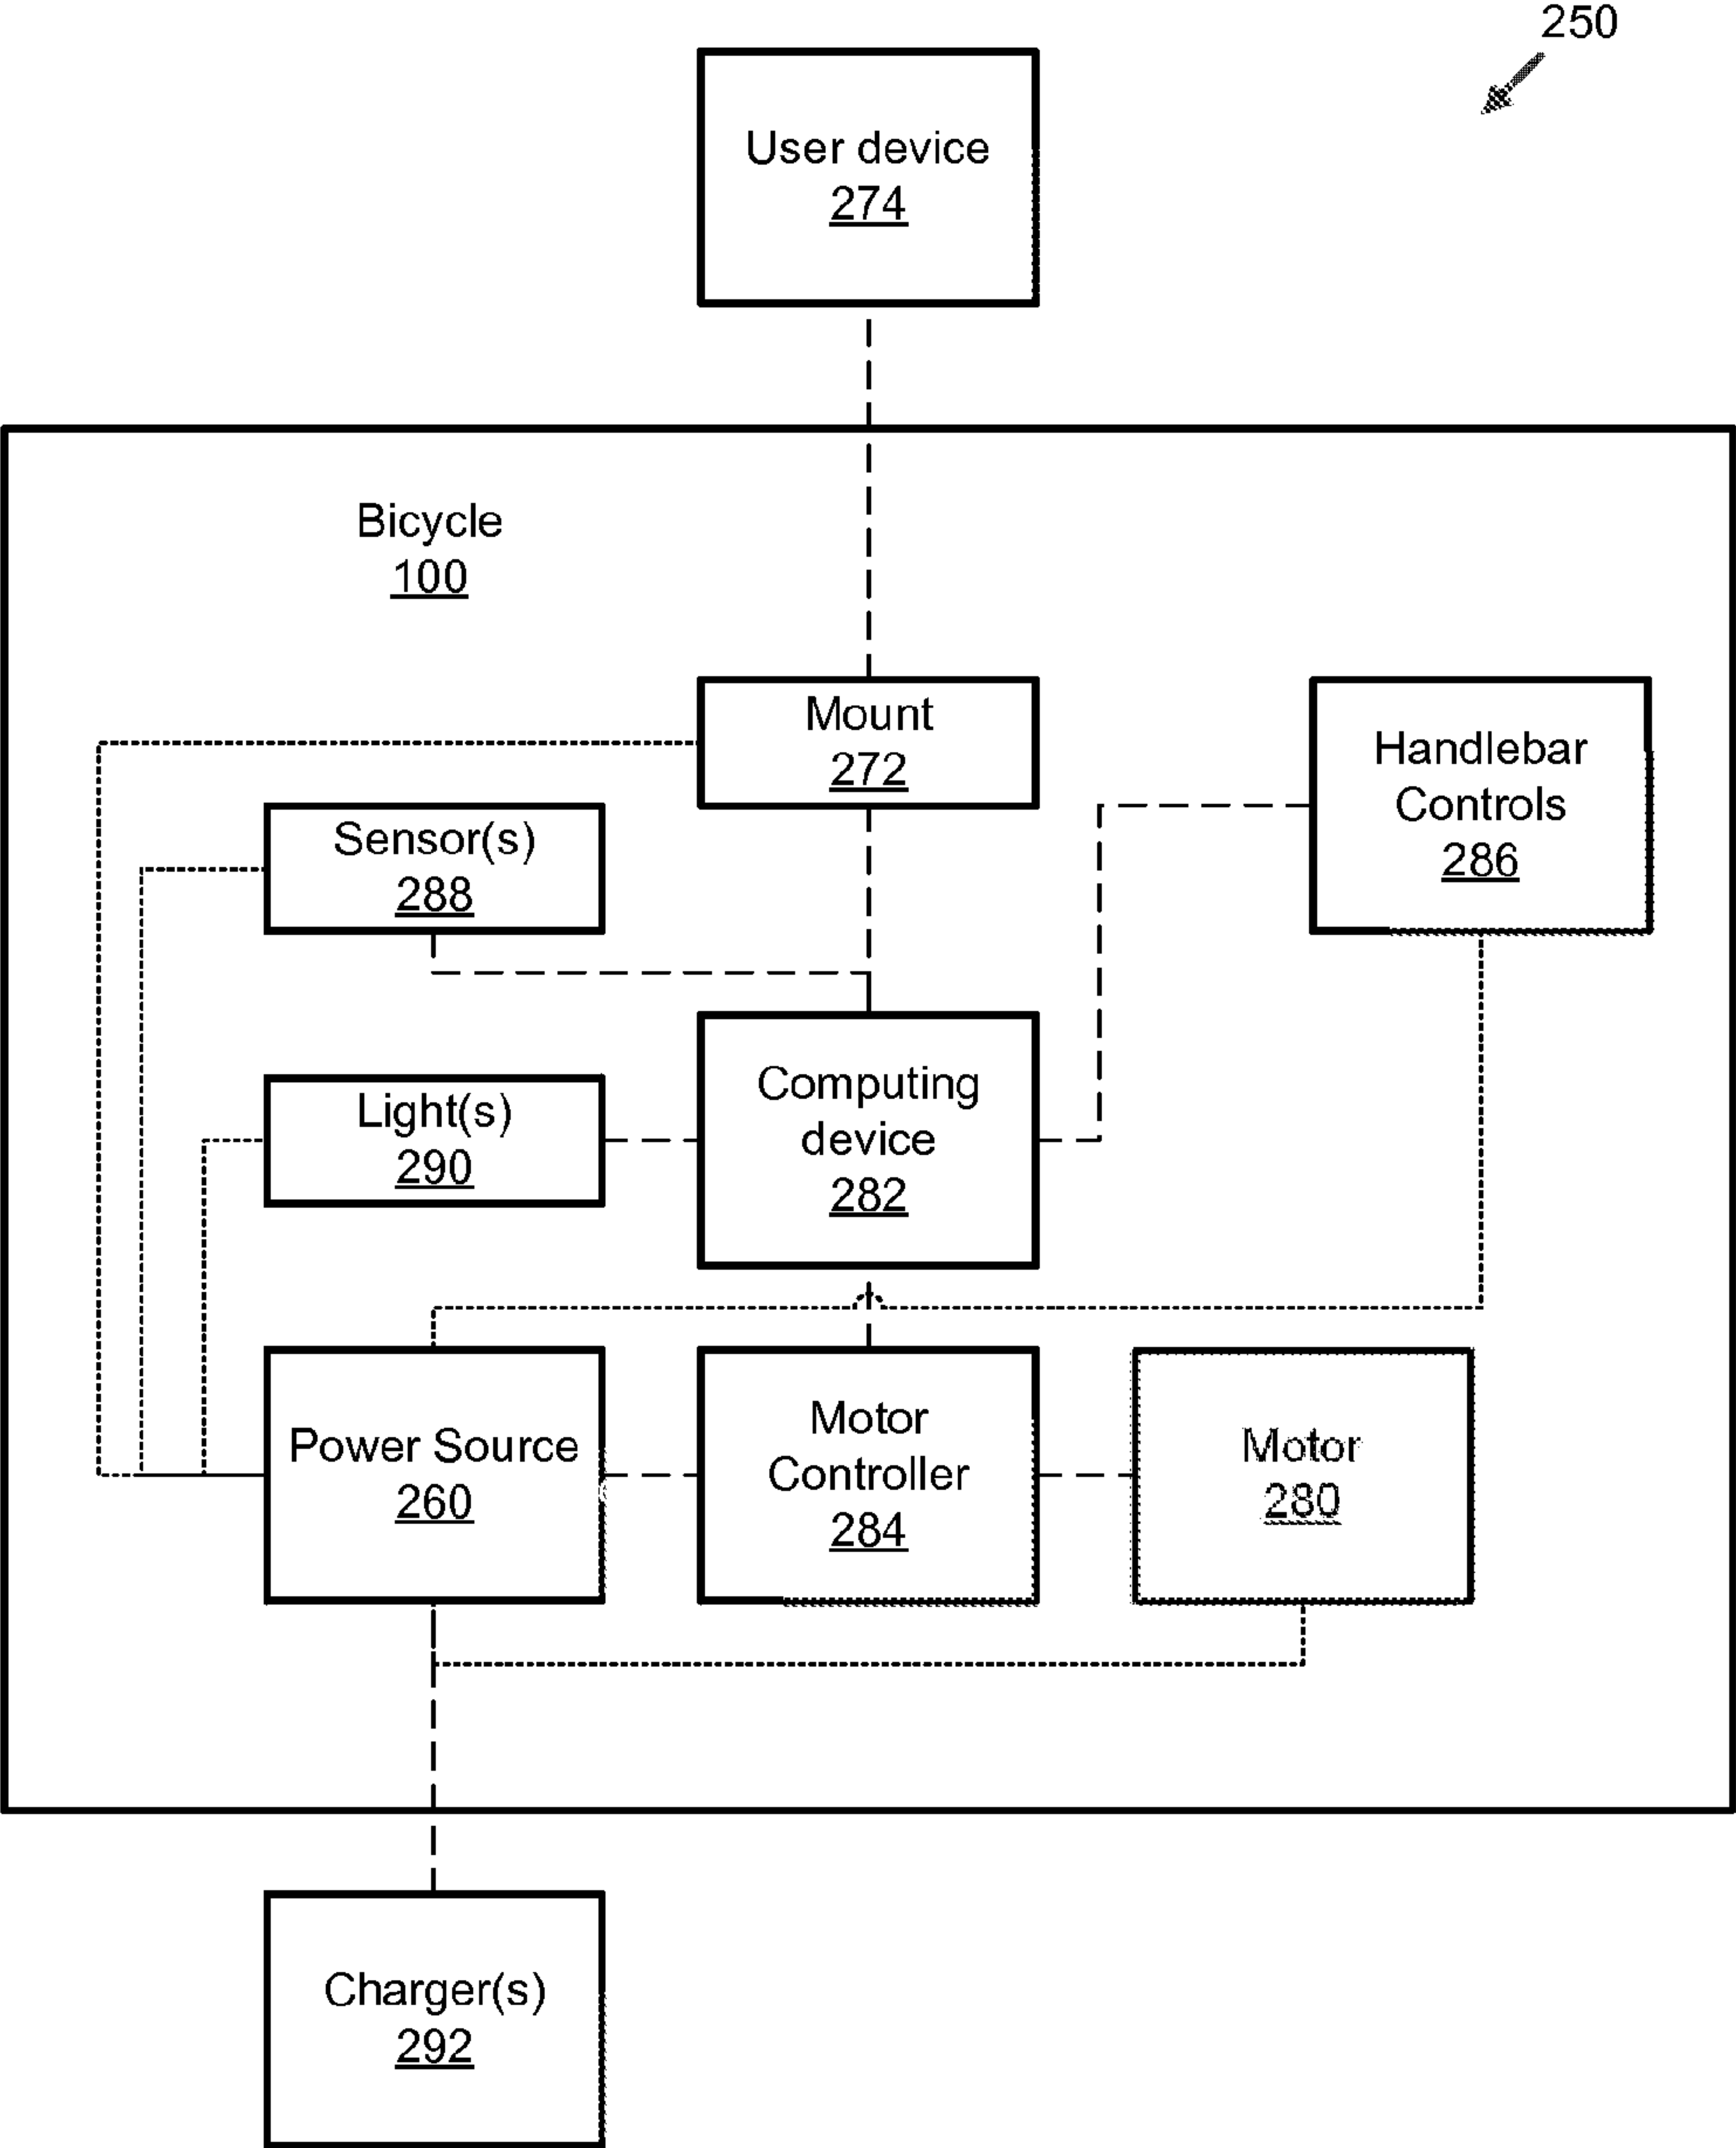 250
User device
274
Bicycle
100
Mount
272
Handlebar
Controls
286
Sensor(s)
288
Computing
device
282
Light(s)
290
Power Source
260
Motor
Controller
284
Motor
280
Charger(s)
292